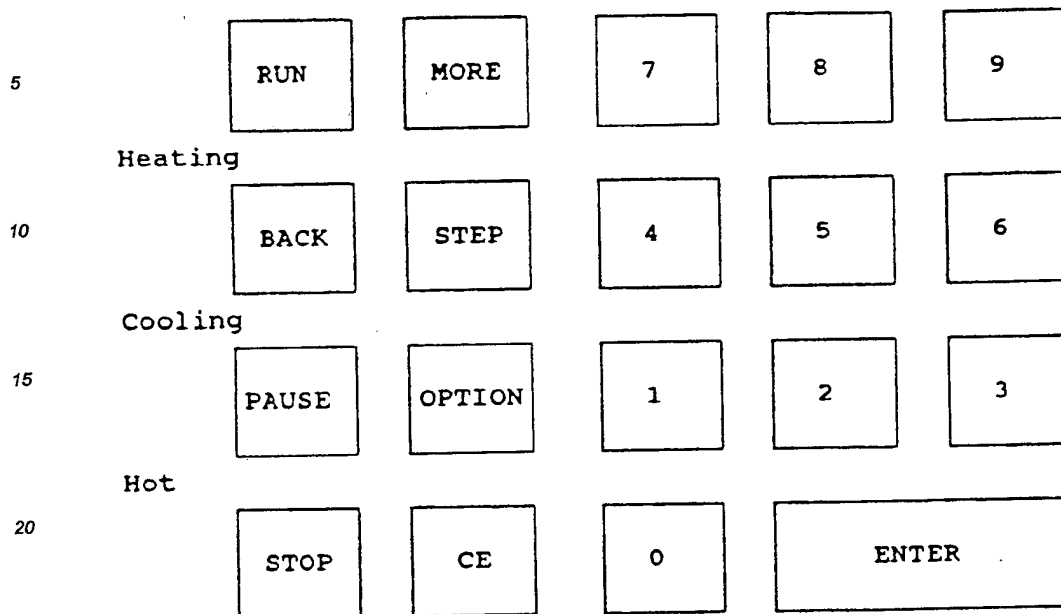 5 RUN MORE 7 8 9
Heating
10 BACK STEP 4 5 6
Cooling
15 PAUSE OPTION 1 2 3
Hot
20 STOP CE 0 ENTER